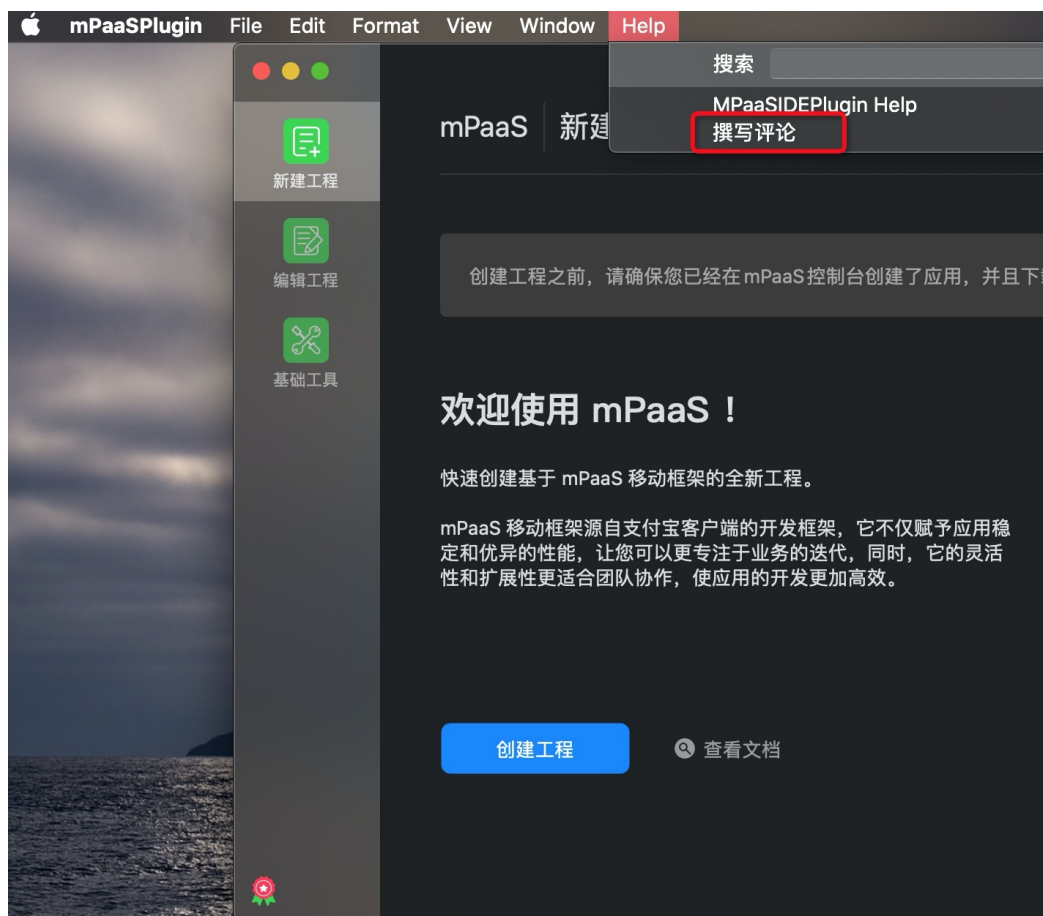 mPaaSPlugin File Edit Format View Window Help
搜索
MPaaSIDEPlugin Help
撰写评论
mPaaS 新建
新建工程
编辑工程
基础工具
创建工程之前，请确保您已经在 mPaaS 控制台创建了应用，并且下
欢迎使用 mPaaS！
快速创建基于 mPaaS 移动框架的全新工程。
mPaaS 移动框架源自支付宝客户端的开发框架，它不仅赋予应用稳
定和优异的性能，让您可以更专注于业务的迭代，同时，它的灵活
性和扩展性更适合团队协作，使应用的开发更加高效。
创建工程
查看文档